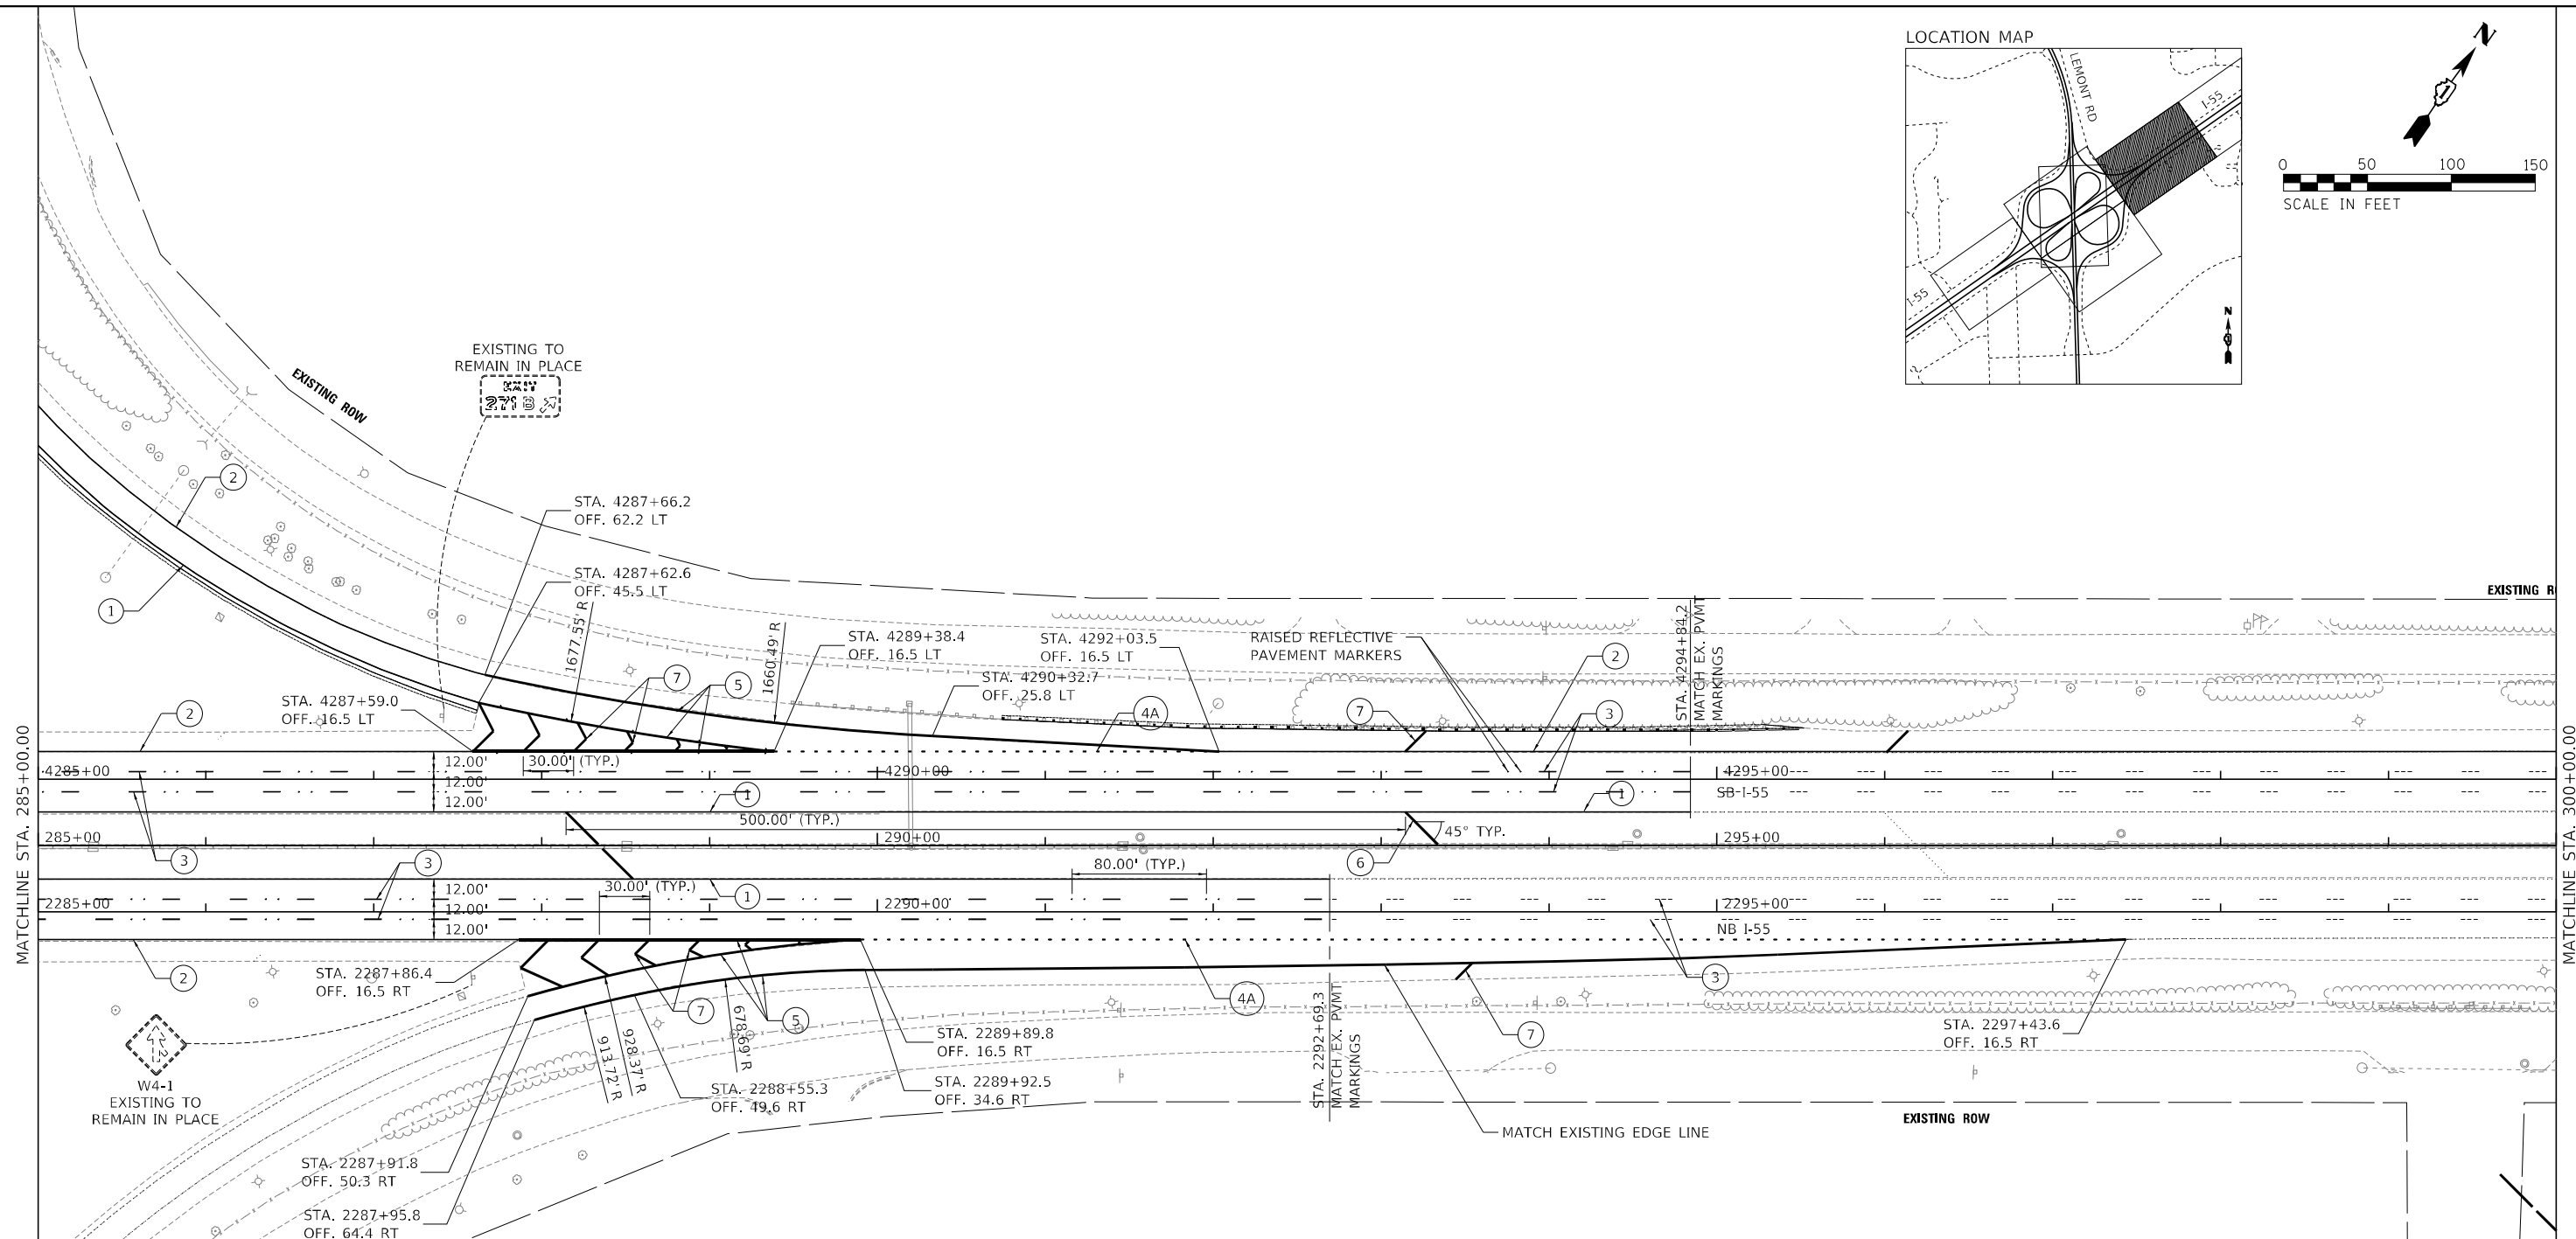 LOCATION MAP
LEMONT RD
I-55
I-55
N
N
0 50 100 150
SCALE IN FEET
EXISTING TO
REMAIN IN PLACE
EXIT
271 B
EXISTING ROW
2
1
STA. 4287+66.2
OFF. 62.2 LT
STA. 4287+62.6
OFF. 45.5 LT
1677.55' R
1660.49' R
7
5
STA. 4289+38.4
OFF. 16.5 LT
STA. 4292+03.5
OFF. 16.5 LT
STA. 4290+32.7
OFF. 25.8 LT
4A
RAISED REFLECTIVE
PAVEMENT MARKERS
2
7
3
STA. 4294+84.2
MATCH EX. PVMT
MARKINGS
EXISTING R
STA. 4287+59.0
OFF. 16.5 LT
2
MATCHLINE STA. 285+00.00
MATCHLINE STA. 300+00.00
4285+00
12.00'
12.00'
12.00'
30.00' (TYP.)
4290+00
4295+00
SB I-55
1
1
500.00' (TYP.)
285+00
290+00
295+00
45° TYP.
6
3
3
80.00' (TYP.)
30.00' (TYP.)
1
2285+00
12.00'
12.00'
12.00'
2290+00
2295+00
NB I-55
2
STA. 2287+86.4
OFF. 16.5 RT
7
5
4A
3
7
W4-1
EXISTING TO
REMAIN IN PLACE
913.72' R
928.37' R
678.69' R
STA. 2289+89.8
OFF. 16.5 RT
STA. 2288+55.3
OFF. 49.6 RT
STA. 2289+92.5
OFF. 34.6 RT
STA. 2292+69.3
MATCH EX. PVMT
MARKINGS
STA. 2297+43.6
OFF. 16.5 RT
MATCH EXISTING EDGE LINE
EXISTING ROW
STA. 2287+91.8
OFF. 50.3 RT
STA. 2287+95.8
OFF. 64.4 RT